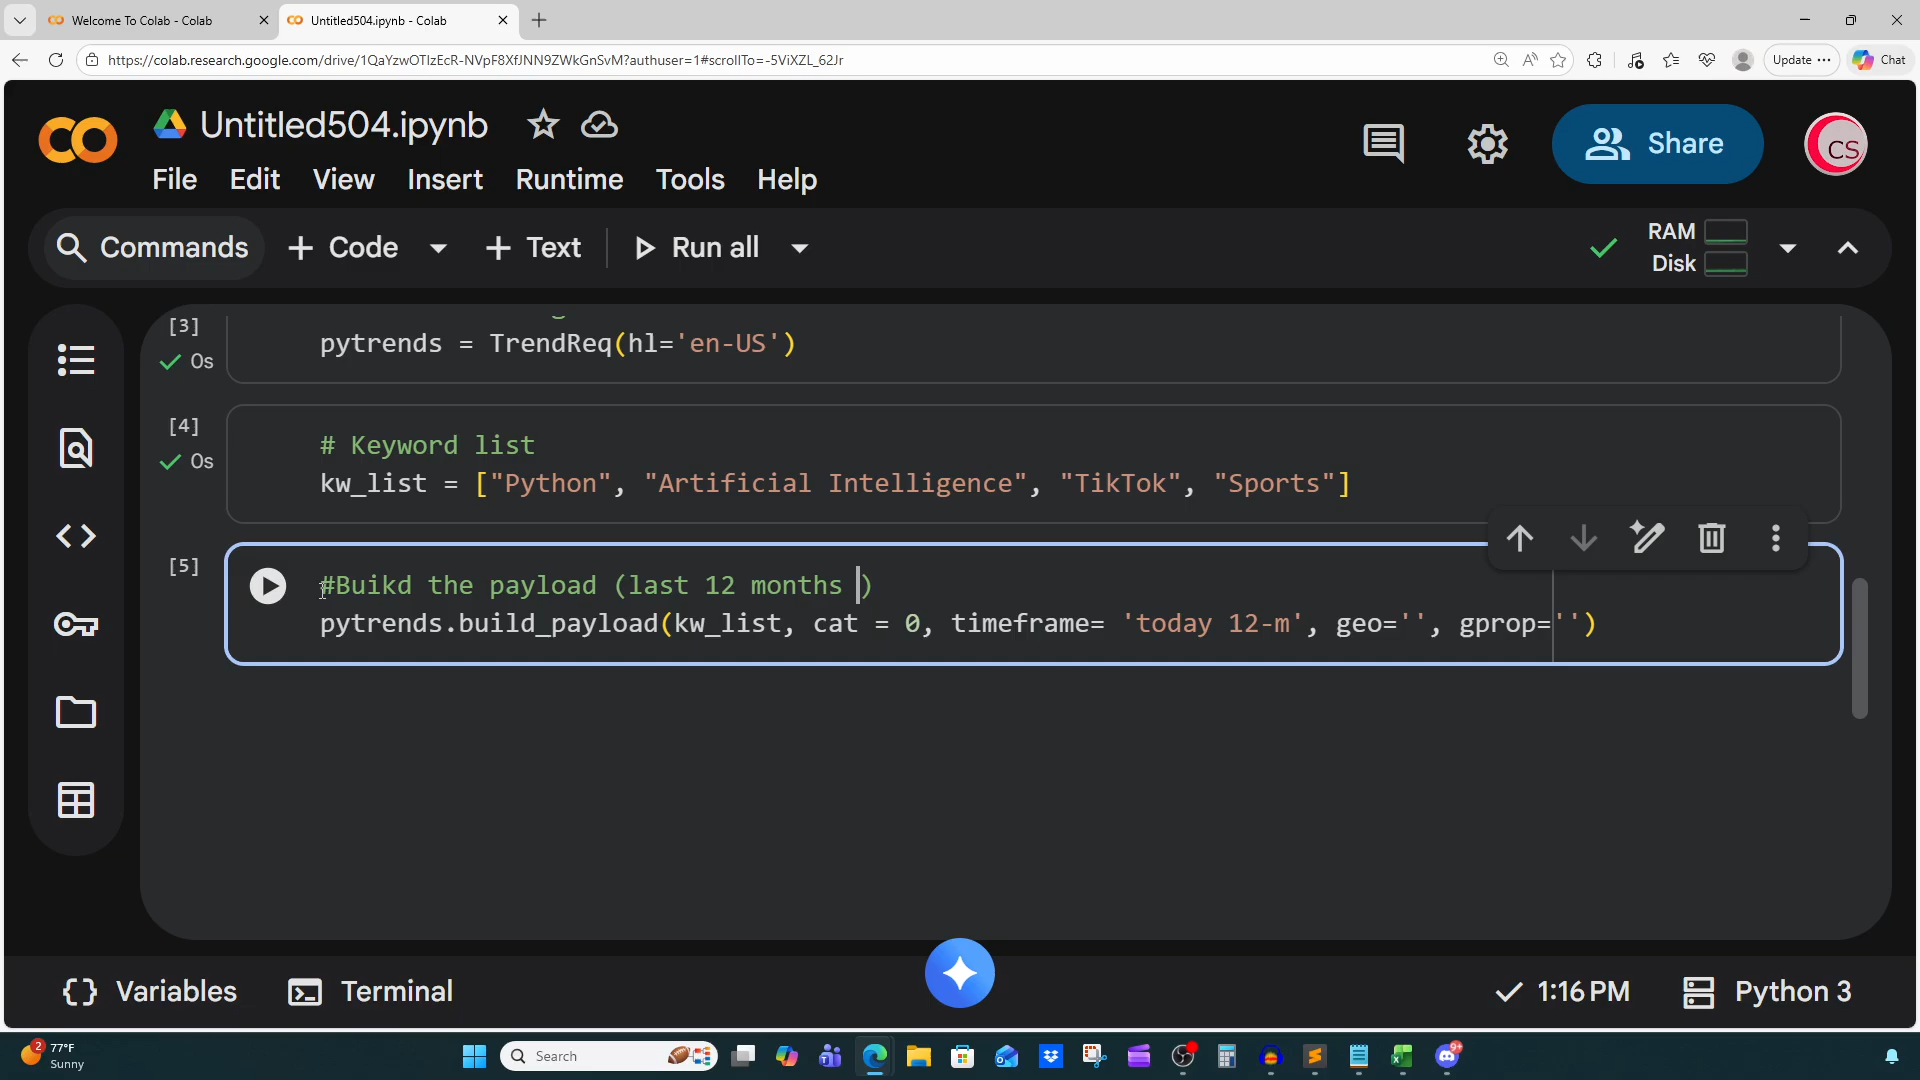 Welcome To Colab - Colab
Untitled504.ipynb - Colab
https://colab.research.google.com/drive/1QaYzwOTIzEcR-NVpF8XfJNN9ZWkGnSvM?authuser=1#scrollTo=-5ViXZL_62Jr
Update
Chat
Untitled504.ipynb
Share
CS
File Edit View Insert Runtime Tools Help
Commands
+ Code
+ Text
Run all
RAM
Disk
[3]
pytrends = TrendReq(hl='en-US')
0s
[4]
# Keyword list
0s
kw_list = ["Python", "Artificial Intelligence", "TikTok", "Sports"]
[5]
#Buikd the payload (last 12 months )
pytrends.build_payload(kw_list, cat = 0, timeframe= 'today 12-m', geo='', gprop='')
{} Variables
Terminal
1:16 PM
Python 3
2
77°F
Sunny
Search
9+